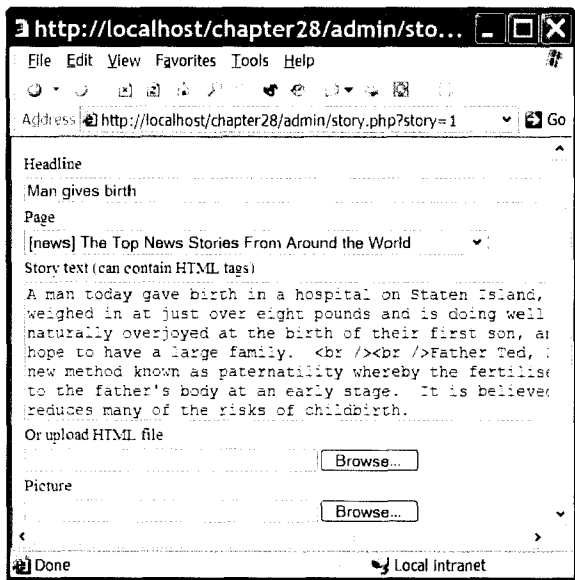 http://localhost/chapter28/admin/sto...
File Edit View Favorites Tools Help
Address http://localhost/chapter28/admin/story.php?story=1 Go
Headline
Man gives birth
Page
[news] The Top News Stories From Around the World
Story text (can contain HTML tags)
A man today gave birth in a hospital on Staten Island,
weighed in at just over eight pounds and is doing well
naturally overjoyed at the birth of their first son, an
hope to have a large family. <br /><br />Father Ted,
new method known as paternatility whereby the fertilise
to the father's body at an early stage. It is believed
reduces many of the risks of childbirth.
Or upload HTML file
Browse...
Picture
Browse...
Done Local intranet